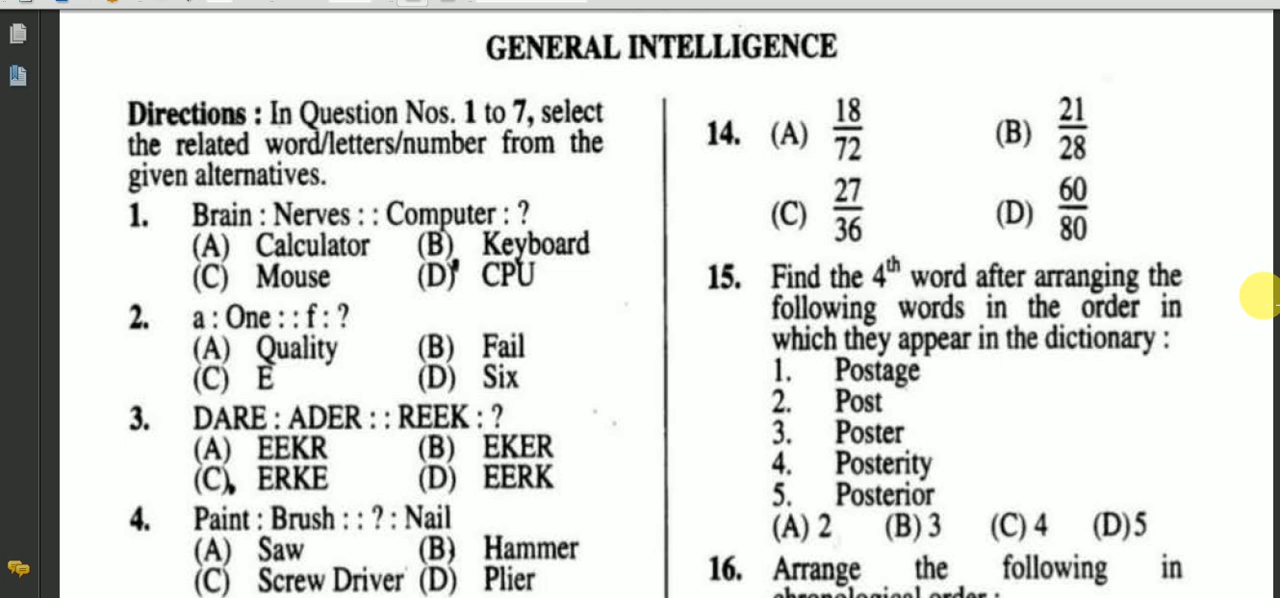 GENERAL INTELLIGENCE
Directions : In Question Nos. 1 to 7, select
the related word/letters/number from the
given alternatives.
1. Brain : Nerves : : Computer : ?
(A) Calculator (B) Keyboard
(C) Mouse (D) CPU
2. a : One : : f : ?
(A) Quality (B) Fail
(C) E (D) Six
3. DARE : ADER : : REEK : ?
(A) EEKR (B) EKER
(C) ERKE (D) EERK
4. Paint : Brush : : ? : Nail
(A) Saw (B) Hammer
(C) Screw Driver (D) Plier
14. (A) 18/72 (B) 21/28
(C) 27/36 (D) 60/80
15. Find the 4th word after arranging the
following words in the order in
which they appear in the dictionary :
1. Postage
2. Post
3. Poster
4. Posterity
5. Posterior
(A) 2 (B) 3 (C) 4 (D) 5
16. Arrange the following in
chronological order :